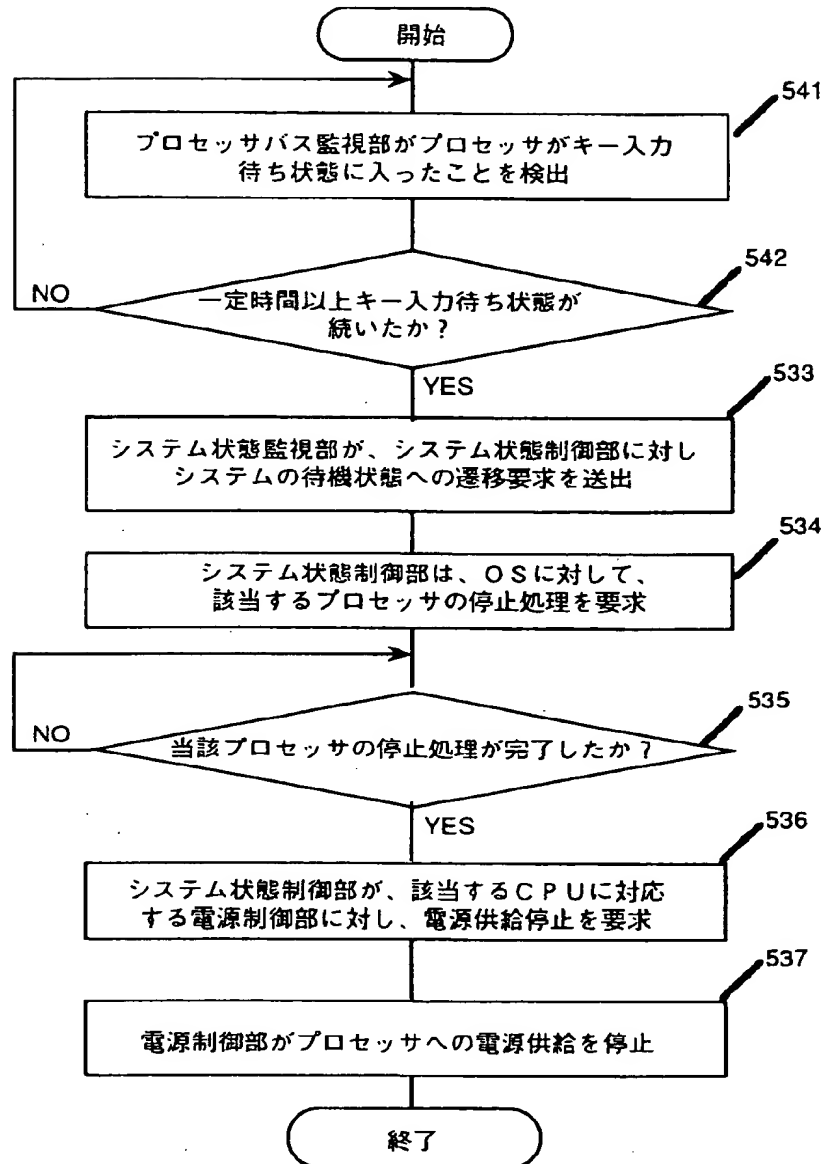 開始
541
プロセッサバス監視部がプロセッサがキー入力
待ち状態に入ったことを検出
542
NO
一定時間以上キー入力待ち状態が
続いたか？
YES
533
システム状態監視部が、システム状態制御部に対し
システムの待機状態への遷移要求を送出
534
システム状態制御部は、ＯＳに対して、
該当するプロセッサの停止処理を要求
535
NO
当該プロセッサの停止処理が完了したか？
YES
536
システム状態制御部が、該当するＣＰＵに対応
する電源制御部に対し、電源供給停止を要求
537
電源制御部がプロセッサへの電源供給を停止
終了